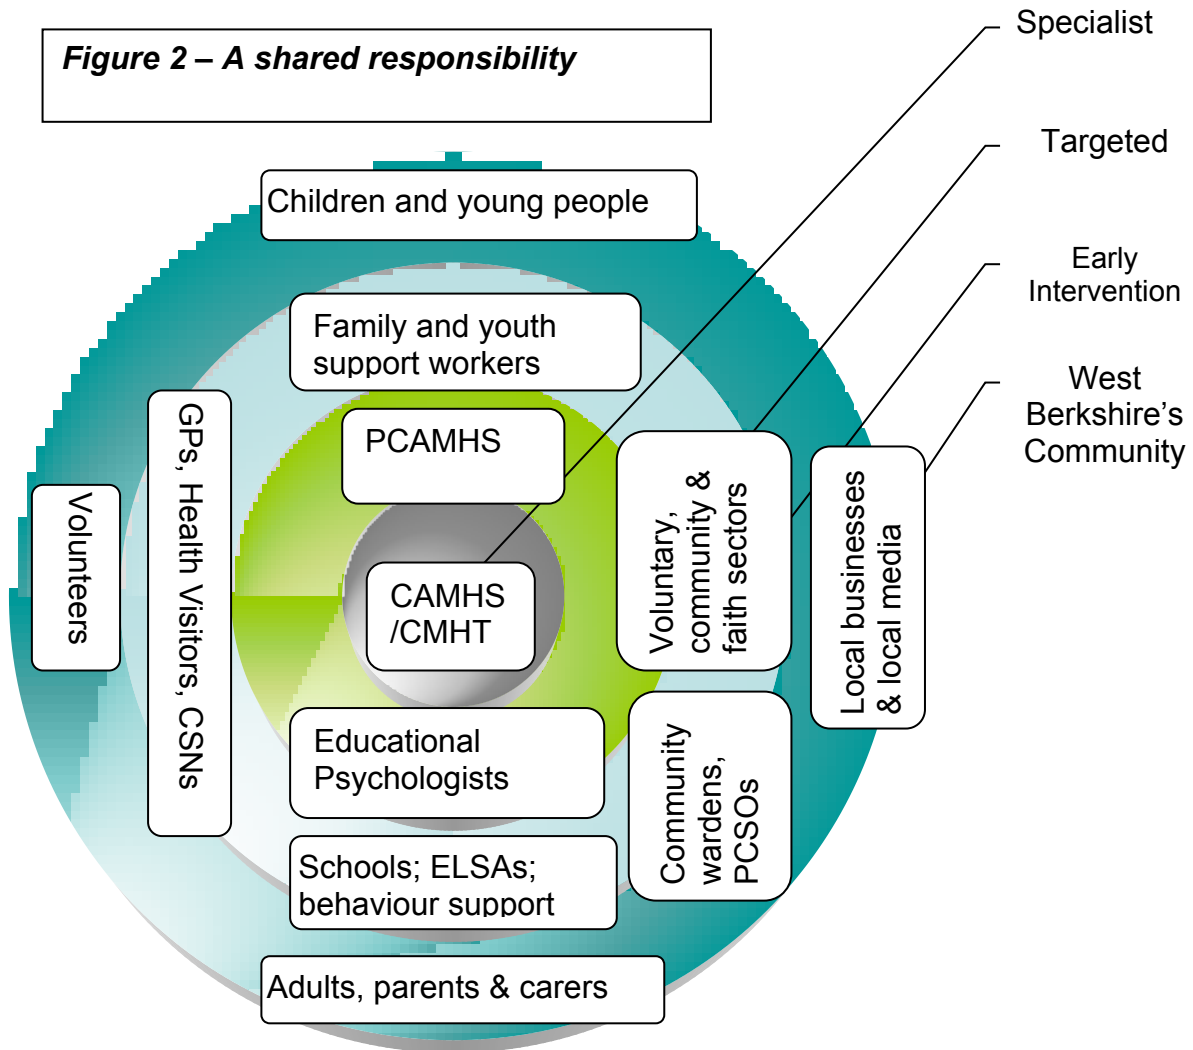 Figure 2 – A shared responsibility
Specialist
Targeted
Early
Intervention
West
Berkshire’s
Community
Children and young people
Family and youth
support workers
PCAMHS
CAMHS
/CMHT
GPs, Health Visitors, CSNs
Volunteers
Voluntary,
community &
faith sectors
Local businesses
& local media
Community
wardens,
PCSOs
Educational
Psychologists
Schools; ELSAs;
behaviour support
Adults, parents & carers